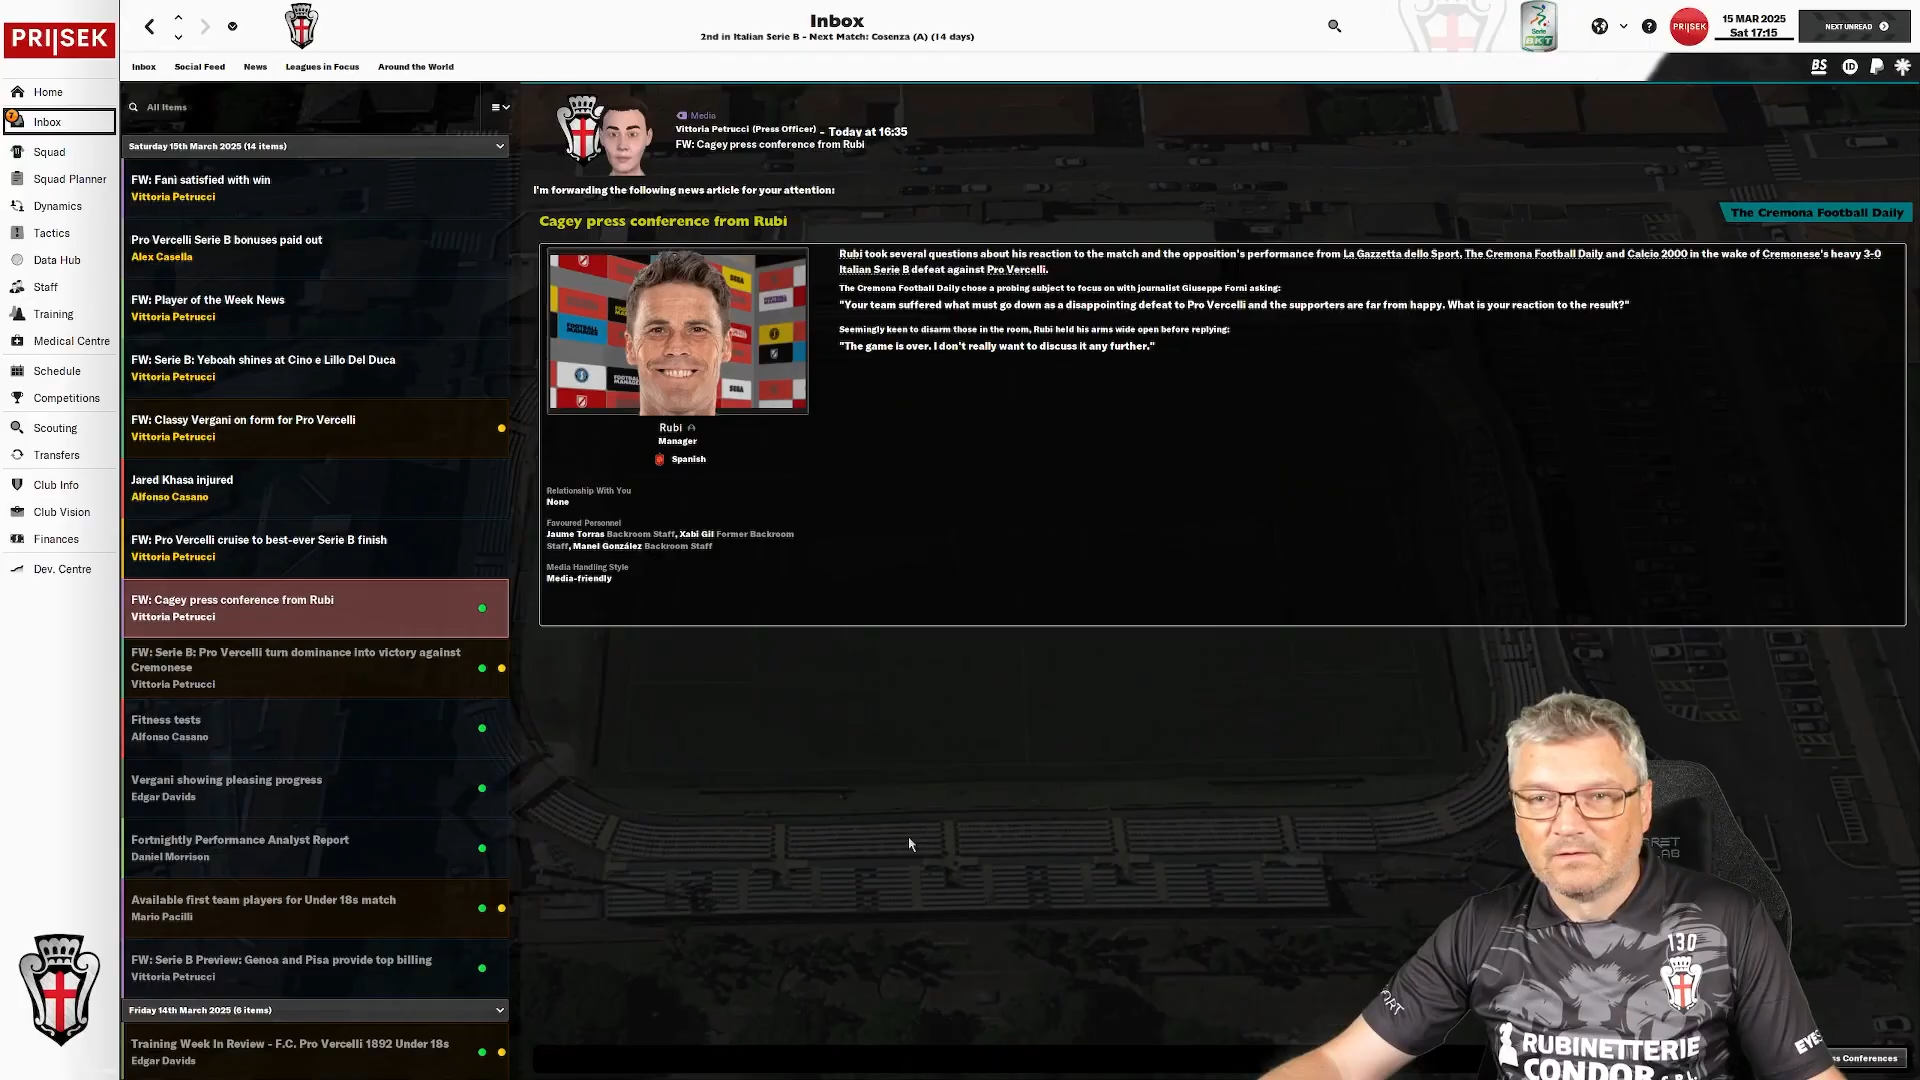 PRIJSEK
Inbox
2nd in Italian Serie B - Next Match: Cosenza (A) (14 days)
PRIJSEK
15 MAR 2025
Sat 17:15
NEXT UNREAD
Inbox
Social Feed
News
Leagues in Focus
Around the World
BS
ID
Home
7
Inbox
Squad
Squad Planner
Dynamics
Tactics
Data Hub
Staff
Training
Medical Centre
Schedule
Competitions
Scouting
Transfers
Club Info
Club Vision
Finances
Dev. Centre
All Items
Saturday 15th March 2025 (14 items)
FW: Fanì satisfied with win
Vittoria Petrucci
Pro Vercelli Serie B bonuses paid out
Alex Casella
FW: Player of the Week News
Vittoria Petrucci
FW: Serie B: Yeboah shines at Cino e Lillo Del Duca
Vittoria Petrucci
FW: Classy Vergani on form for Pro Vercelli
Vittoria Petrucci
Jared Khasa injured
Alfonso Casano
FW: Pro Vercelli cruise to best-ever Serie B finish
Vittoria Petrucci
FW: Cagey press conference from Rubi
Vittoria Petrucci
FW: Serie B: Pro Vercelli turn dominance into victory against
Cremonese
Vittoria Petrucci
Fitness tests
Alfonso Casano
Vergani showing pleasing progress
Edgar Davids
Fortnightly Performance Analyst Report
Daniel Morrison
Available first team players for Under 18s match
Mario Pacilli
FW: Serie B Preview: Genoa and Pisa provide top billing
Vittoria Petrucci
Friday 14th March 2025 (6 items)
Training Week In Review - F.C. Pro Vercelli 1892 Under 18s
Edgar Davids
Media
Vittoria Petrucci (Press Officer) - Today at 16:35
FW: Cagey press conference from Rubi
I'm forwarding the following news article for your attention:
Cagey press conference from Rubi
The Cremona Football Daily
Rubi took several questions about his reaction to the match and the opposition's performance from La Gazzetta dello Sport, The Cremona Football Daily and Calcio 2000 in the wake of Cremonese's heavy 3-0
Italian Serie B defeat against Pro Vercelli.
The Cremona Football Daily chose a probing subject to focus on with journalist Giuseppe Forni asking:
"Your team suffered what must go down as a disappointing defeat to Pro Vercelli and the supporters are far from happy. What is your reaction to the result?"
Seemingly keen to disarm those in the room, Rubi held his arms wide open before replying:
"The game is over. I don't really want to discuss it any further."
Rubi
Manager
Spanish
Relationship With You
None
Favoured Personnel
Jaume Torras Backroom Staff, Xabi Gil Former Backroom
Staff, Manel González Backroom Staff
Media Handling Style
Media-friendly
130
RUBINETTERIE
CONDOR
EYES
ss Conferences